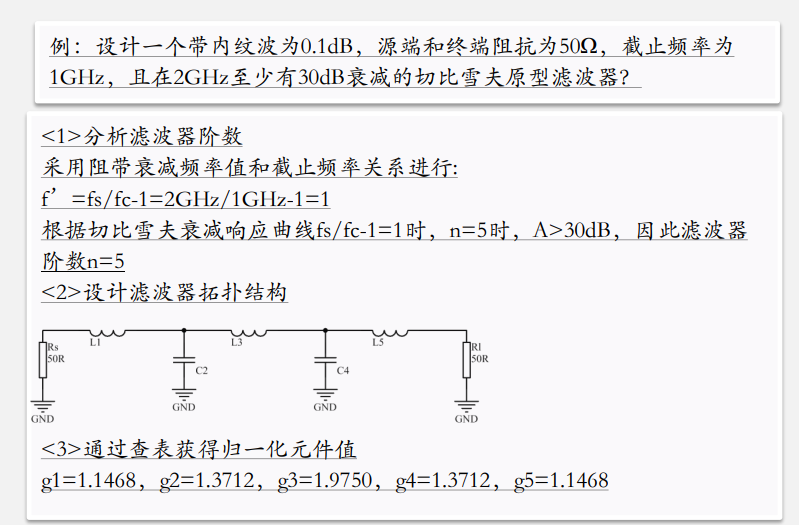 例：设计一个带内纹波为0.1dB，源端和终端阻抗为50Ω，截止频率为
1GHz，且在2GHz至少有30dB衰减的切比雪夫原型滤波器？
<1>分析滤波器阶数
采用阻带衰减频率值和截止频率关系进行:
f’=fs/fc-1=2GHz/1GHz-1=1
根据切比雪夫衰减响应曲线fs/fc-1=1时，n=5时，A>30dB，因此滤波器
阶数n=5
<2>设计滤波器拓扑结构
L1
L3
L5
Rs
50R
C2
C4
Rl
50R
GND
GND
GND
GND
<3>通过查表获得归一化元件值
g1=1.1468，g2=1.3712，g3=1.9750，g4=1.3712，g5=1.1468